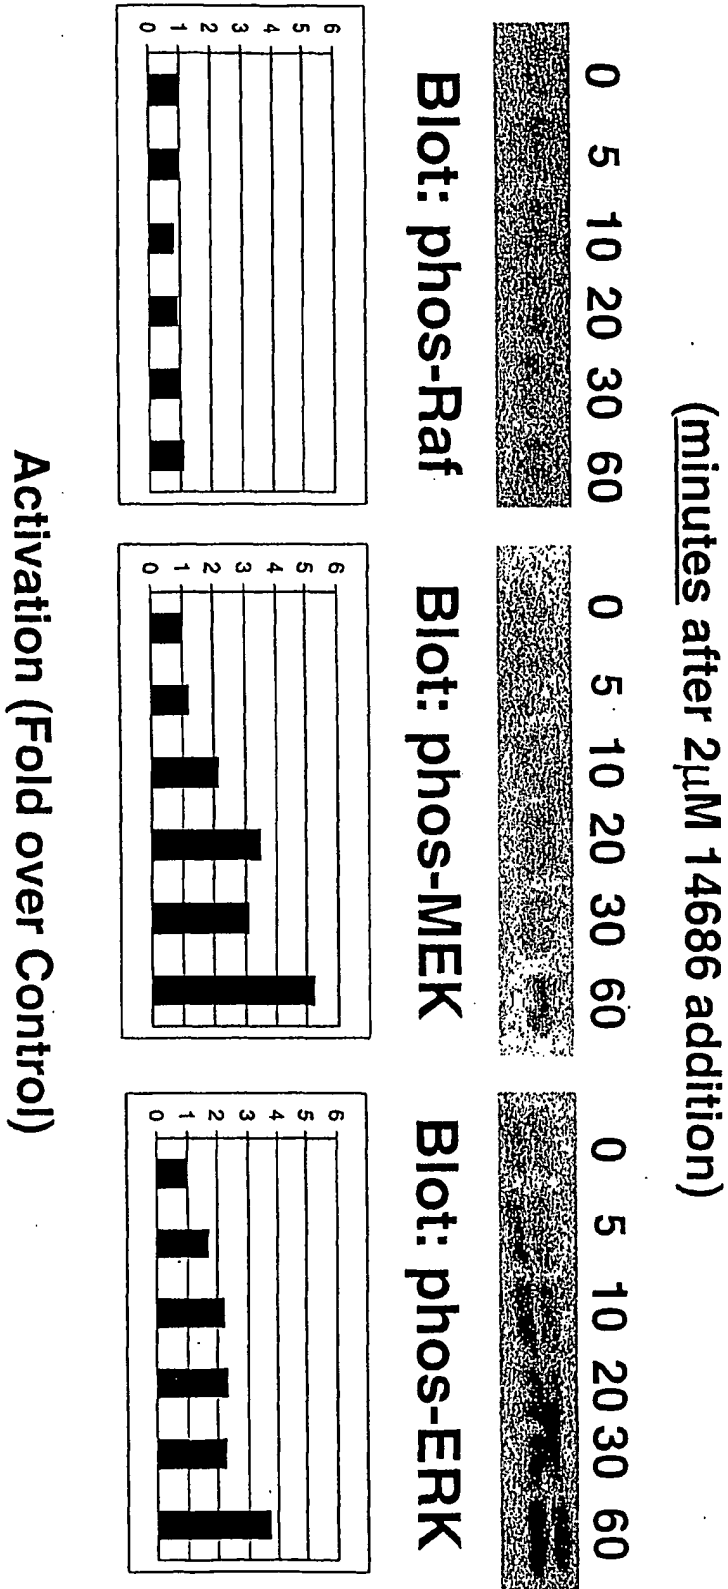 (minutes after 2μM 14686 addition)
0 5 10 20 30 60
Blot: phos-Raf
6
5
4
3
2
1
0
0 5 10 20 30 60
Blot: phos-MEK
6
5
4
3
2
1
0
0 5 10 20 30 60
Blot: phos-ERK
6
5
4
3
2
1
0
Activation (Fold over Control)